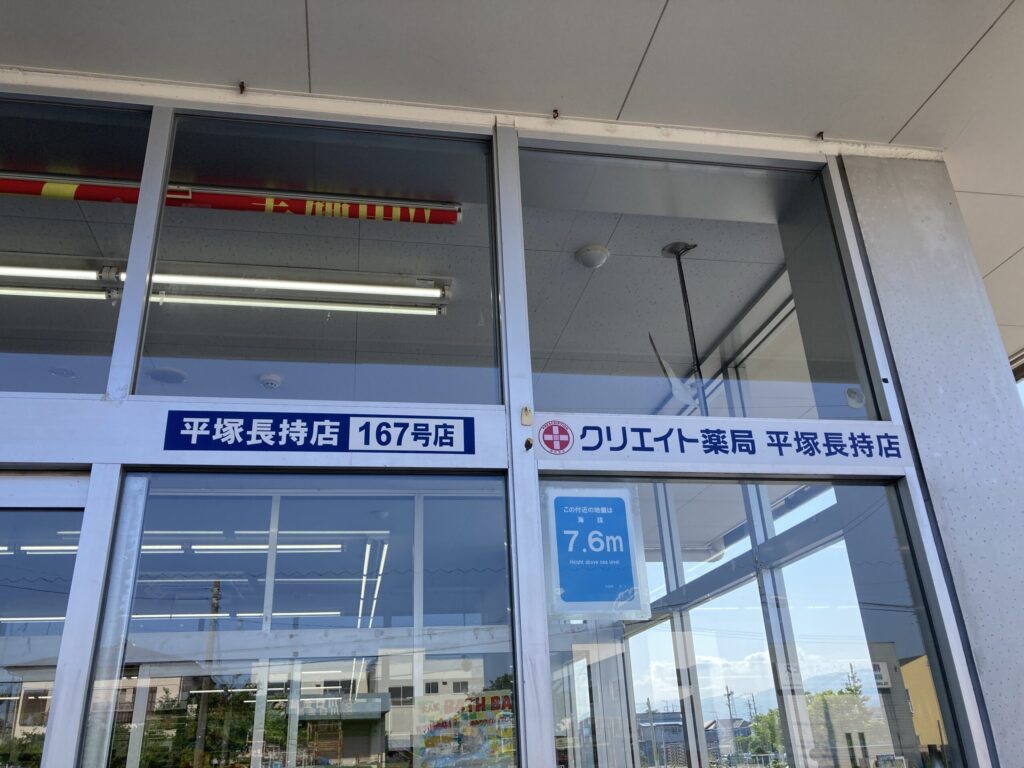 平塚長持店 167号店
クリエイト薬局 平塚長持店
この付近の地盤は
海抜
7.6m
Height above sea level
BATH BA